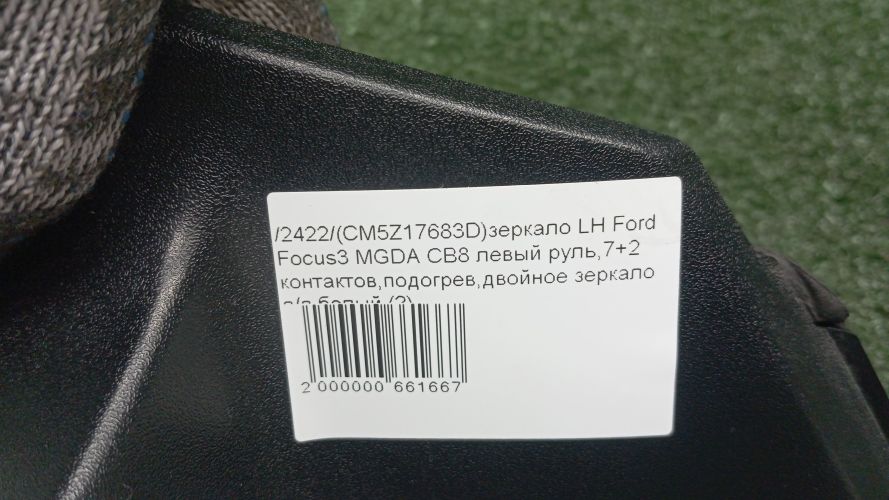 /2422/(CM5Z17683D)зеркало LH Ford
Focus3 MGDA CB8 левый руль,7+2
контактов,подогрев,двойное зеркало
2 000000 661667